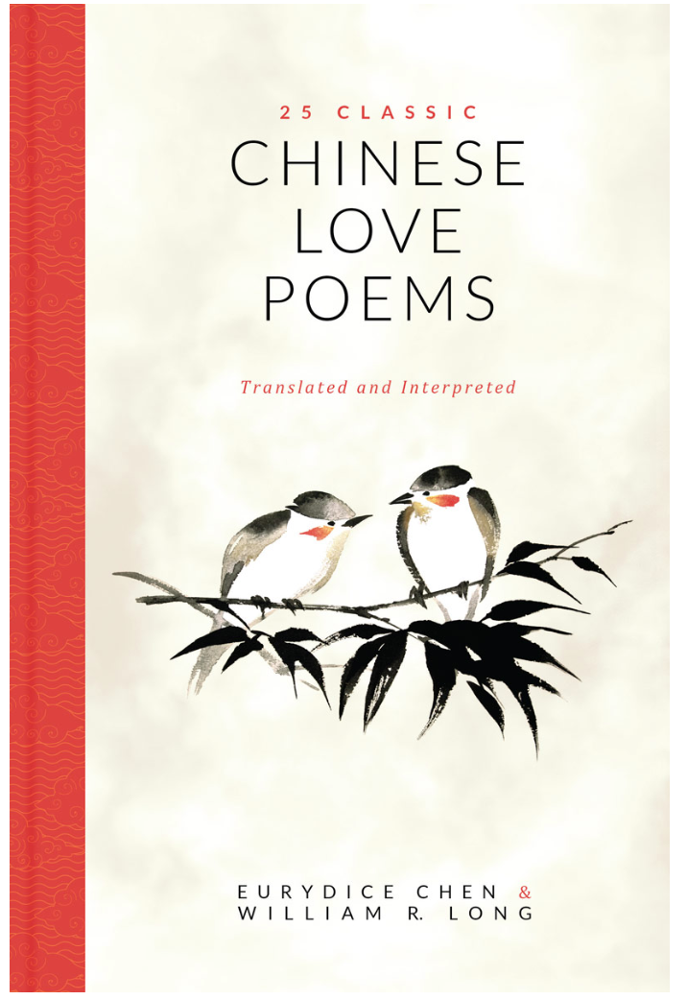 25 CLASSIC
CHINESE
LOVE
POEMS
Translated and Interpreted
EURYDICE CHEN &
WILLIAM R. LONG